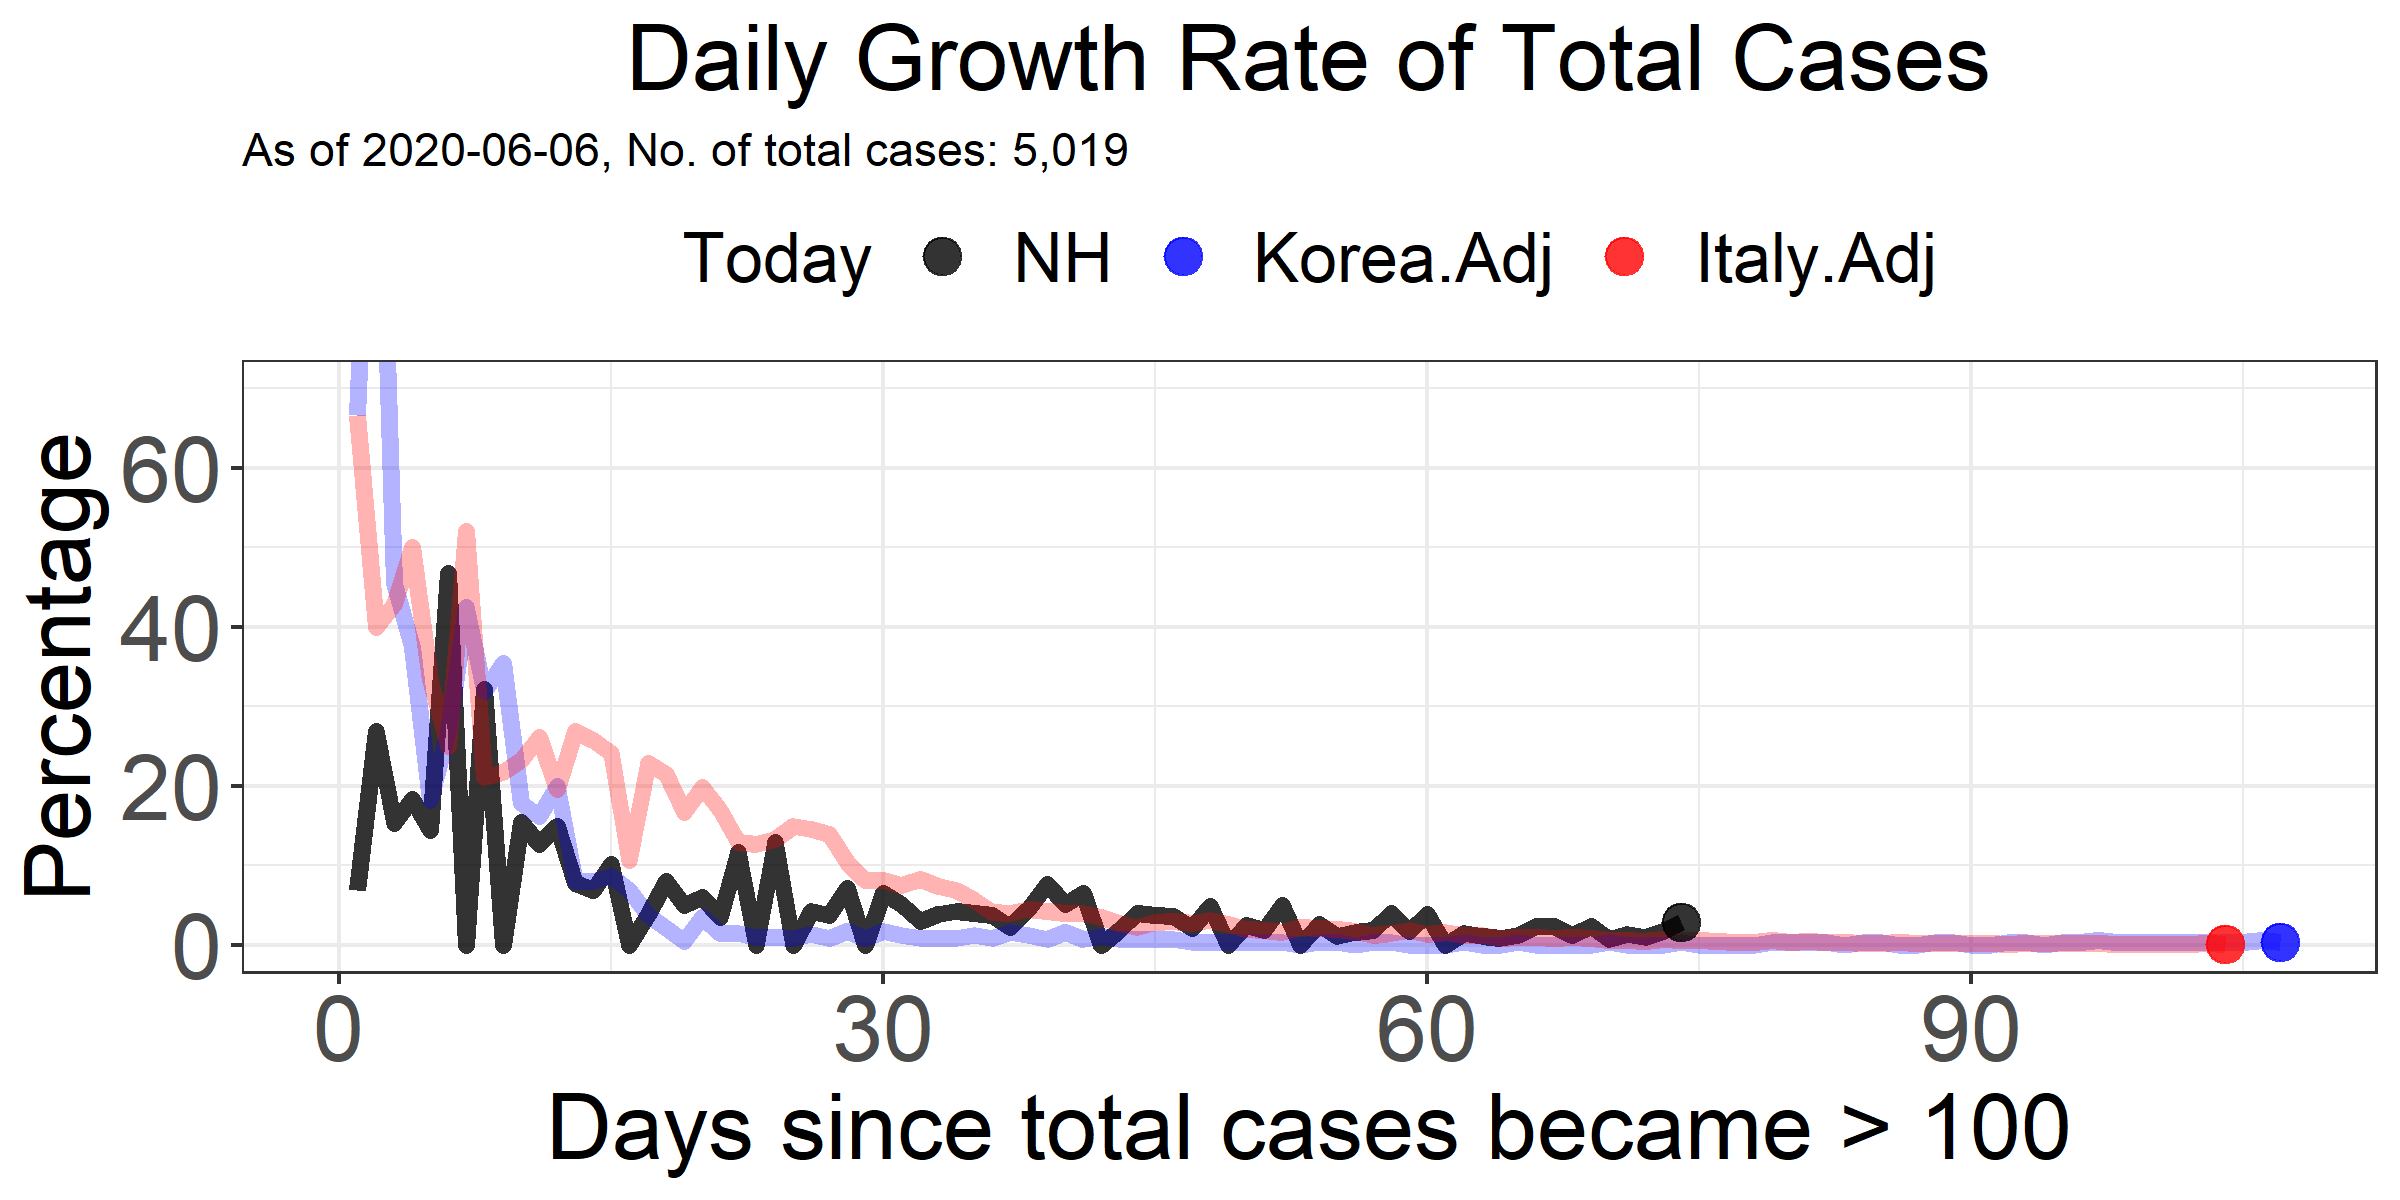 Daily Growth Rate of Total Cases
As of 2020-06-06, No. of total cases: 5,019
Today NH Korea.Adj Italy.Adj
Percentage
60
40
20
0
0 30 60 90
Days since total cases became > 100